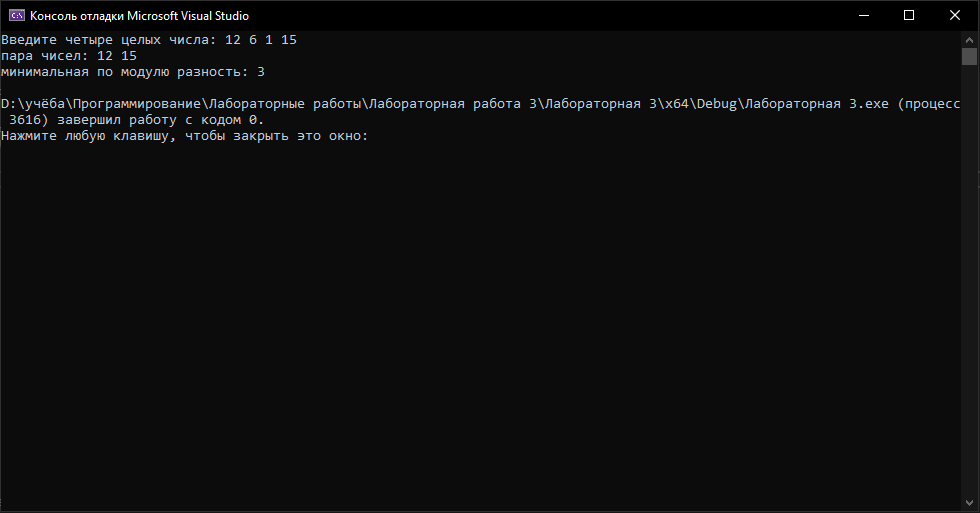 Консоль отладки Microsoft Visual Studio
Введите четыре целых числа: 12 6 1 15
пара чисел: 12 15
минимальная по модулю разность: 3
D:\учёба\Программирование\Лабораторные работы\Лабораторная работа 3\Лабораторная 3\x64\Debug\Лабораторная 3.exe (процесс
3616) завершил работу с кодом 0.
Нажмите любую клавишу, чтобы закрыть это окно: